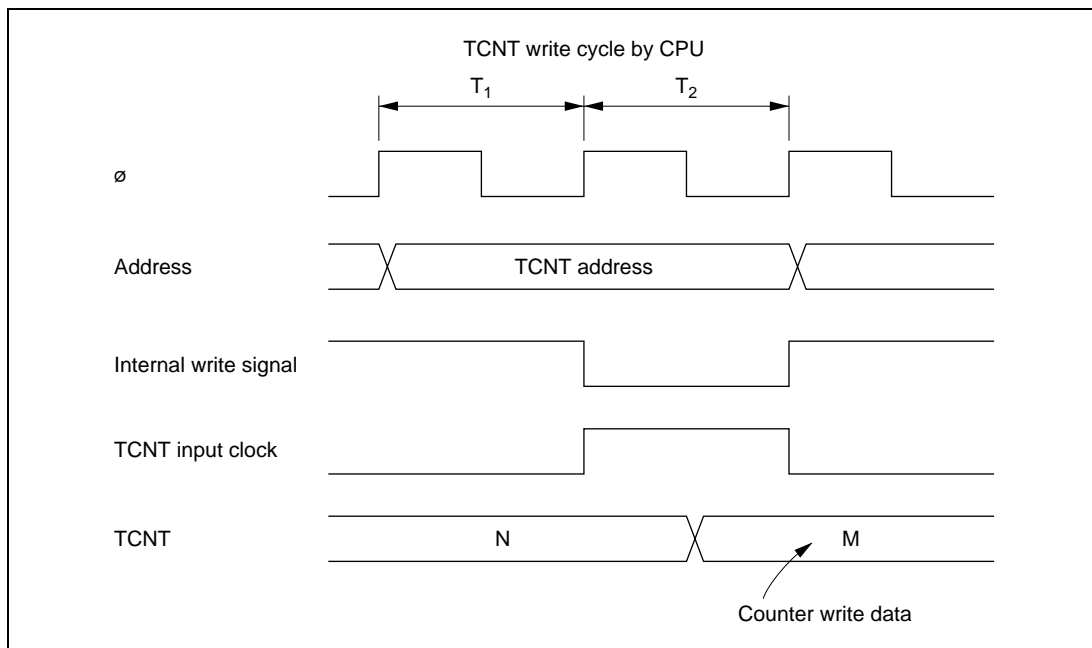 TCNT write cycle by CPU
T1 T2
ø
Address TCNT address
Internal write signal
TCNT input clock
TCNT N M
Counter write data